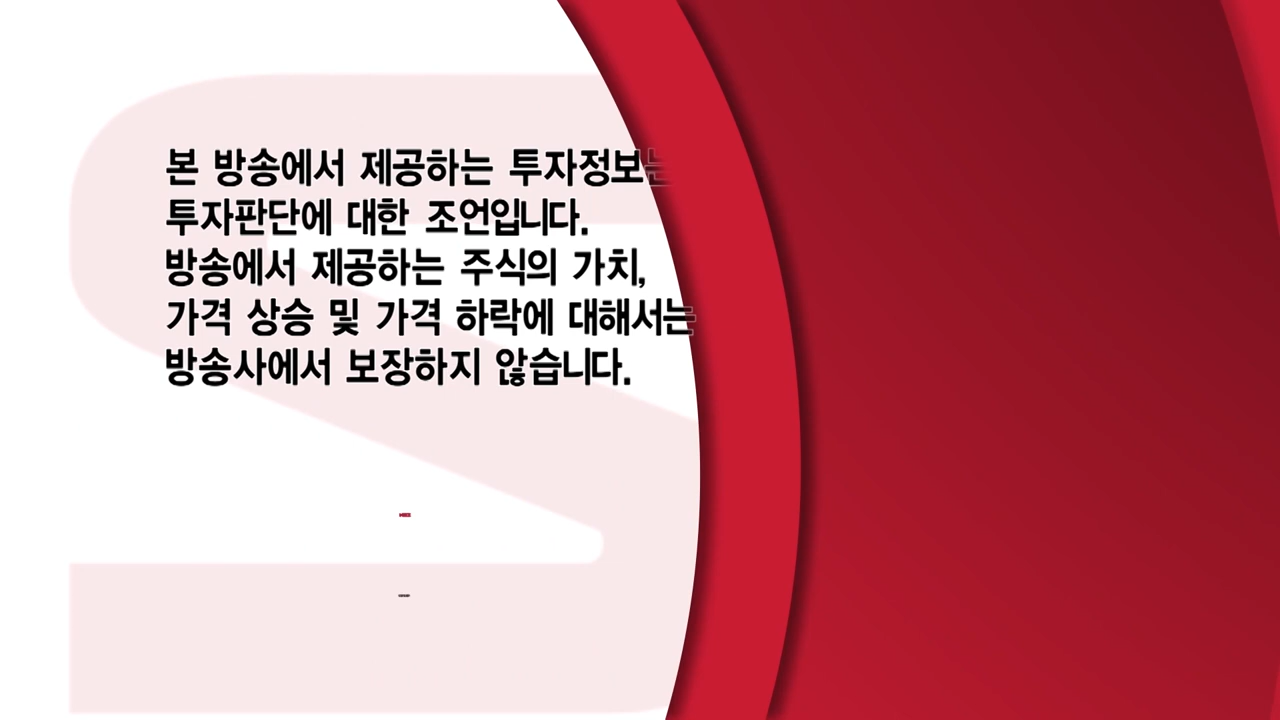 본 방송에서 제공하는 투자정보는
투자판단에 대한 조언입니다.
방송에서 제공하는 주식의 가치,
가격 상승 및 가격 하락에 대해서는
방송사에서 보장하지 않습니다.